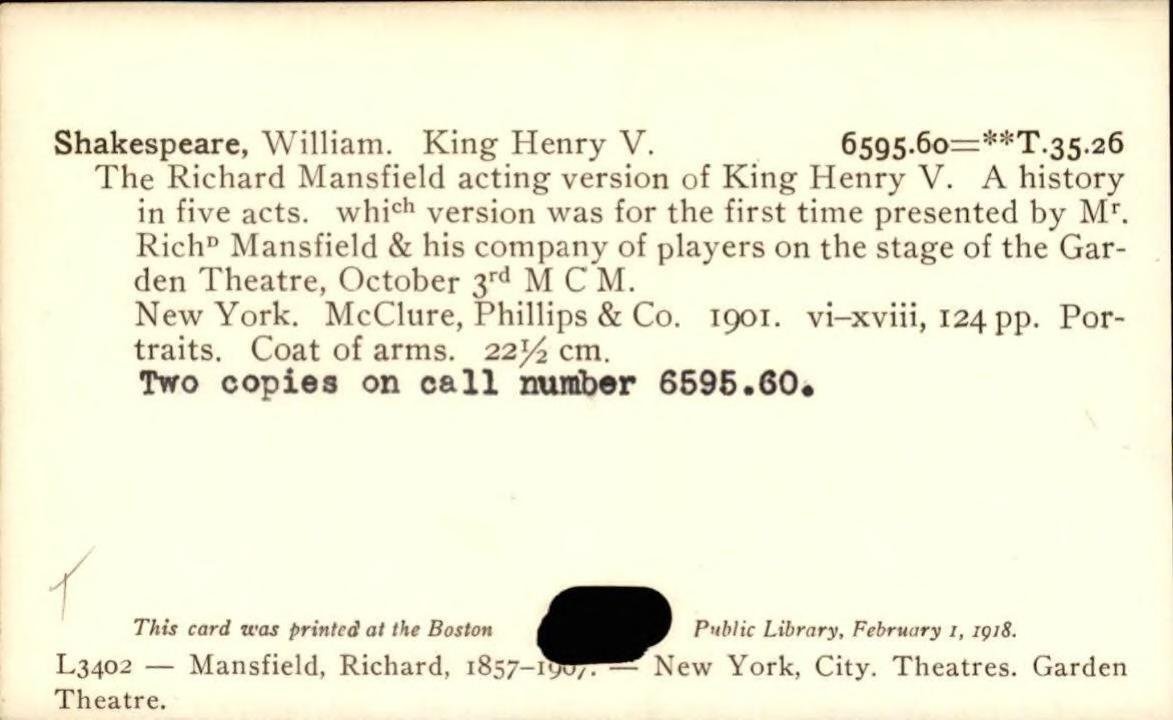 Shakespeare, William. King Henry V. 6595.60=**T.35.26
The Richard Mansfield acting version of King Henry V. A history
in five acts. whiᶜʰ version was for the first time presented by Mʳ.
Richᴰ Mansfield & his company of players on the stage of the Gar-
den Theatre, October 3ʳᵈ M C M.
New York. McClure, Phillips & Co. 1901. vi–xviii, 124 pp. Por-
traits. Coat of arms. 22½ cm.
Two copies on call number 6595.60.
T
This card was printed at the Boston Public Library, February 1, 1918.
L3402 — Mansfield, Richard, 1857–1907. — New York, City. Theatres. Garden
Theatre.